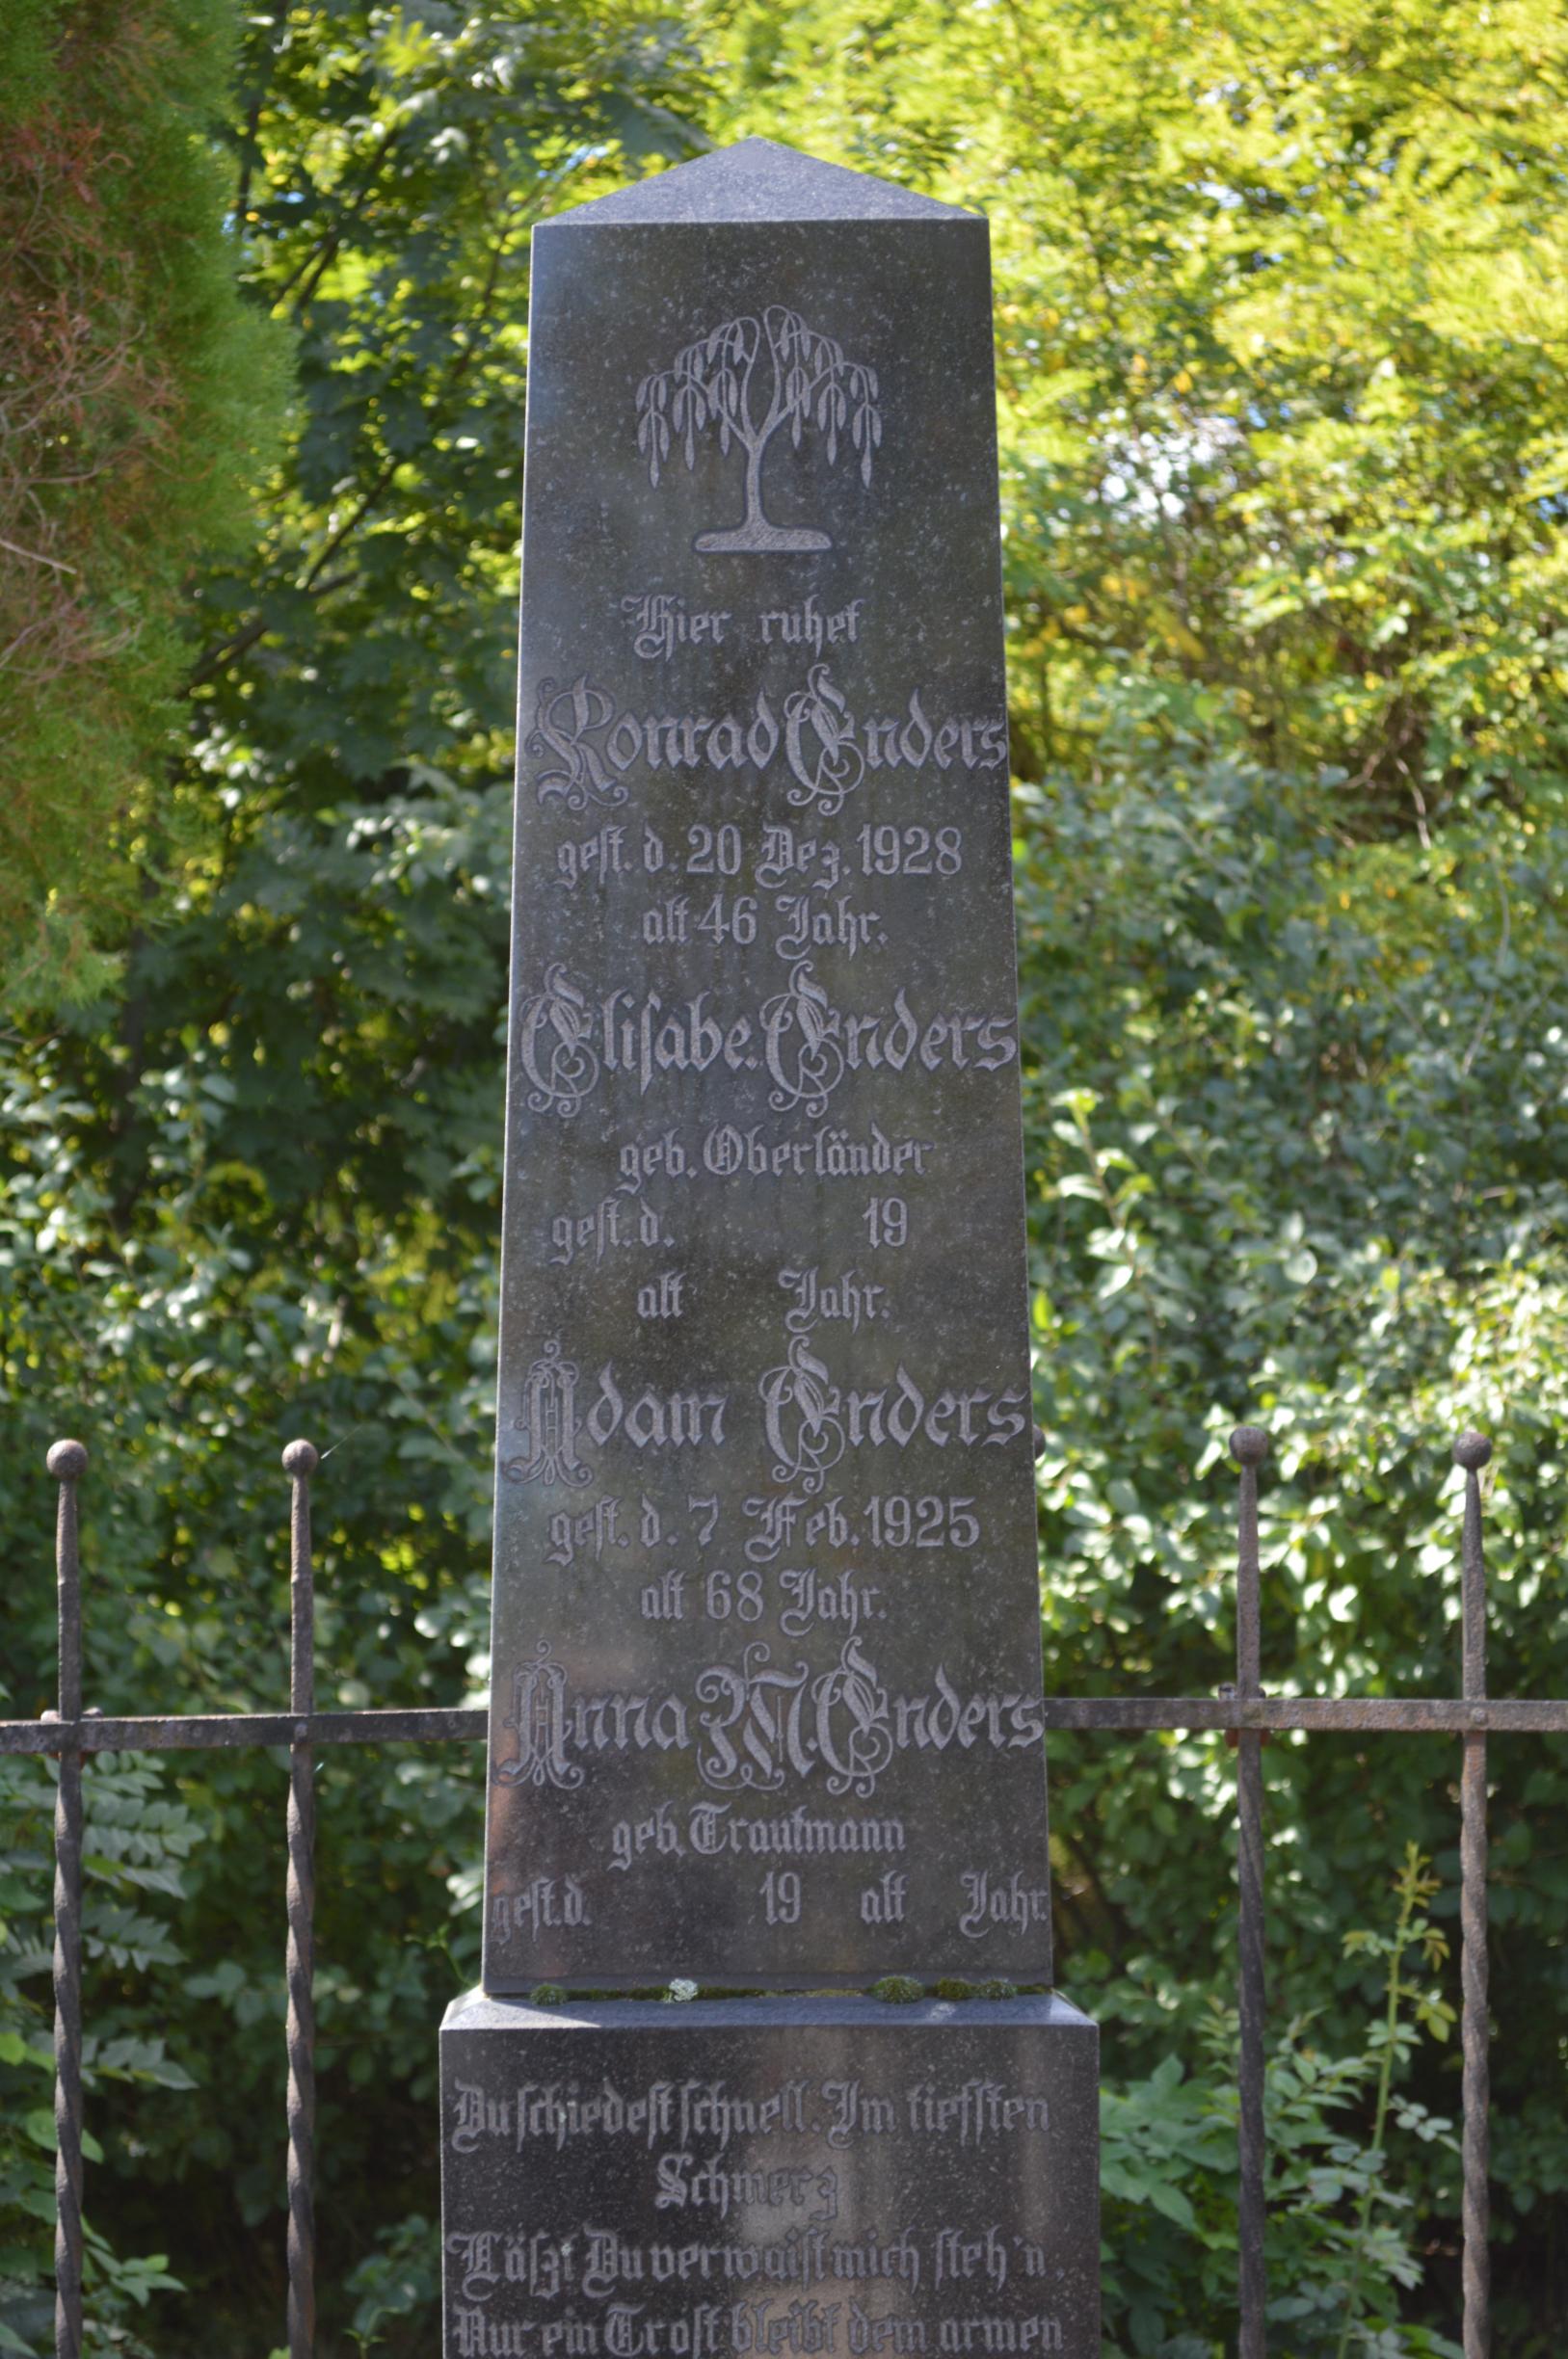 Hier ruhet
Konrad Enders
gest. d. 20 Dez. 1928
alt 46 Jahr.
Elisabe. Enders
geb. Oberländer
gest. d. 19
alt Jahr.
Adam Enders
gest. d. 7 Feb. 1925
alt 68 Jahr.
Anna M. Enders
geb. Trautmann
gest. d. 19 alt Jahr.
Du schiedest schnell. Im tiefsten
Schmerz
Läszt Du verwaist mich steh'n,
Nur ein Trost bleibt dem armen